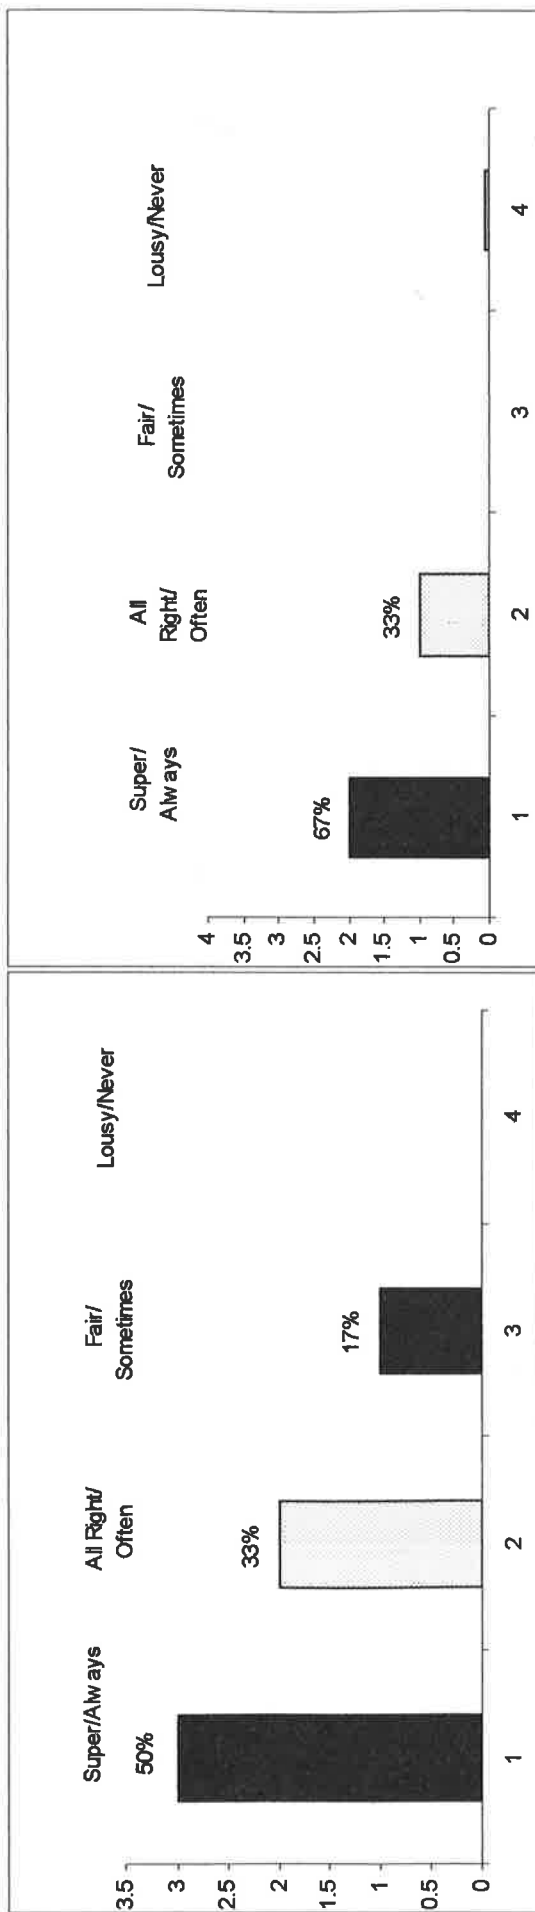 Super/Always
All Right/
Often
Fair/
Sometimes
Lousy/Never
50%
33%
17%
3.5
3
2.5
2
1.5
1
0.5
0
1
2
3
4
Super/
Always
All
Right/
Often
Fair/
Sometimes
Lousy/Never
67%
33%
4
3.5
3
2.5
2
1.5
1
0.5
0
1
2
3
4